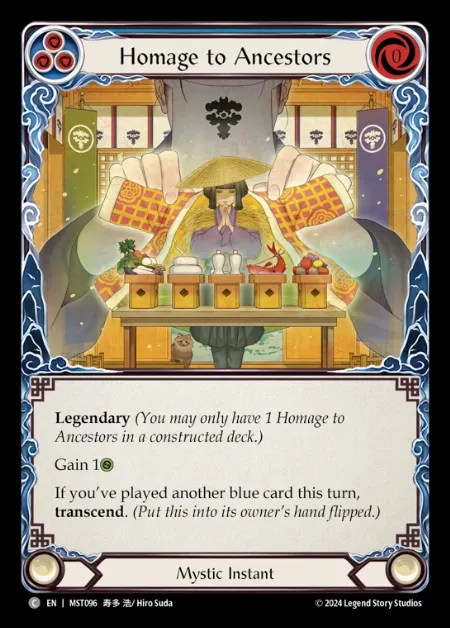 Homage to Ancestors
0
Legendary (You may only have 1 Homage to
Ancestors in a constructed deck.)
Gain 1
If you've played another blue card this turn,
transcend. (Put this into its owner's hand flipped.)
Mystic Instant
C EN | MST096 寿多 浩/ Hiro Suda
© 2024 Legend Story Studios